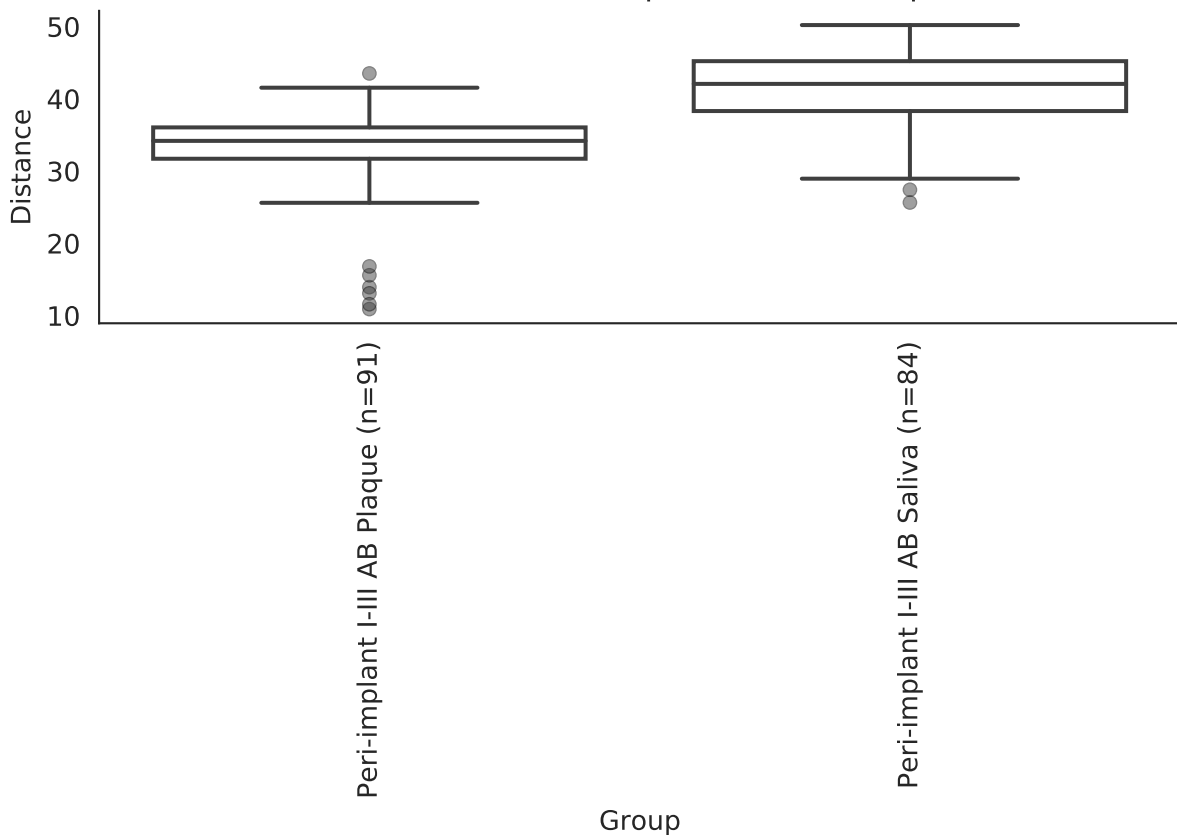 50
40
30
20
10
Distance
Peri-implant I-III AB Plaque (n=91)
Peri-implant I-III AB Saliva (n=84)
Group